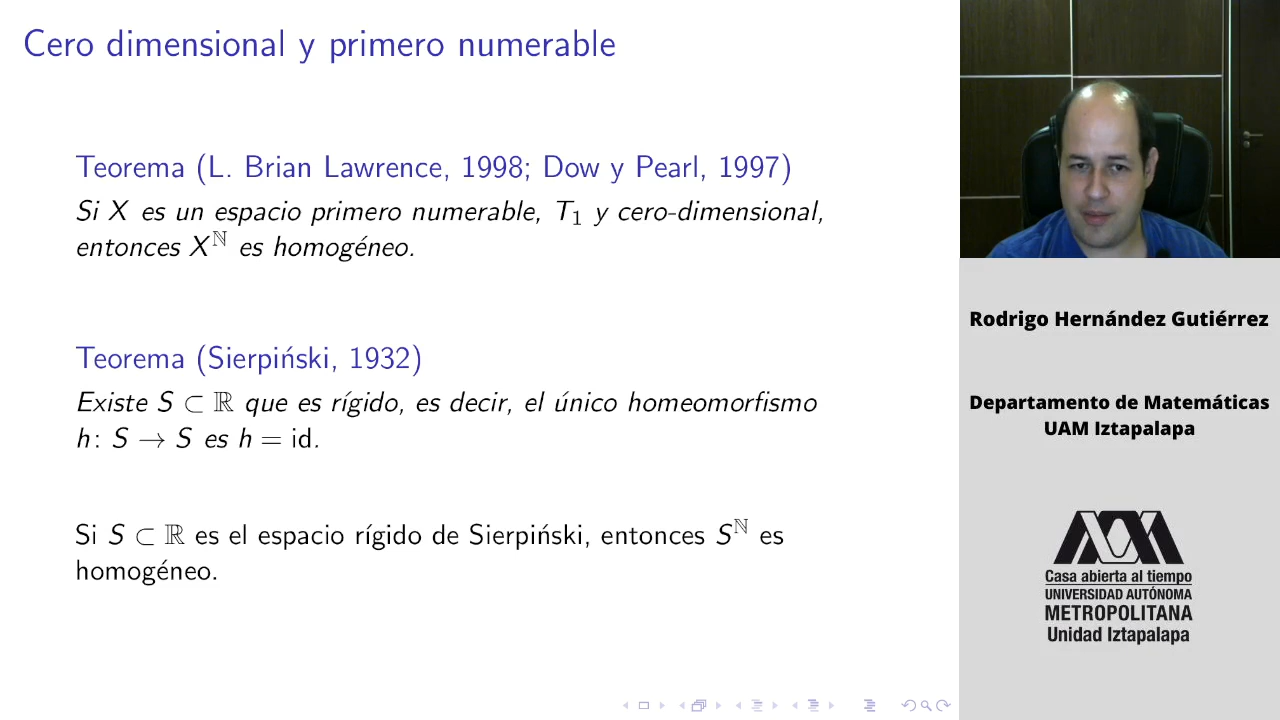 Cero dimensional y primero numerable
Teorema (L. Brian Lawrence, 1998; Dow y Pearl, 1997)
Si X es un espacio primero numerable, T₁ y cero-dimensional,
entonces X^ℕ es homogéneo.
Teorema (Sierpiński, 1932)
Existe S ⊂ ℝ que es rígido, es decir, el único homeomorfismo
h: S → S es h = id.
Si S ⊂ ℝ es el espacio rígido de Sierpiński, entonces S^ℕ es
homogéneo.
Rodrigo Hernández Gutiérrez
Departamento de Matemáticas
UAM Iztapalapa
Casa abierta al tiempo
UNIVERSIDAD AUTÓNOMA
METROPOLITANA
Unidad Iztapalapa